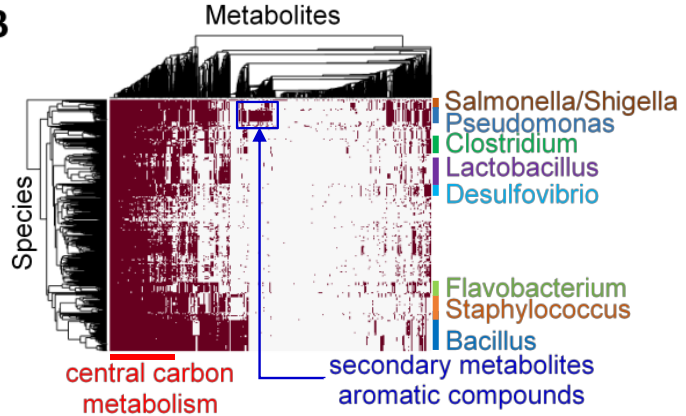 B
Metabolites
Species
Salmonella/Shigella
Pseudomonas
Clostridium
Lactobacillus
Desulfovibrio
Flavobacterium
Staphylococcus
Bacillus
central carbon
metabolism
secondary metabolites
aromatic compounds